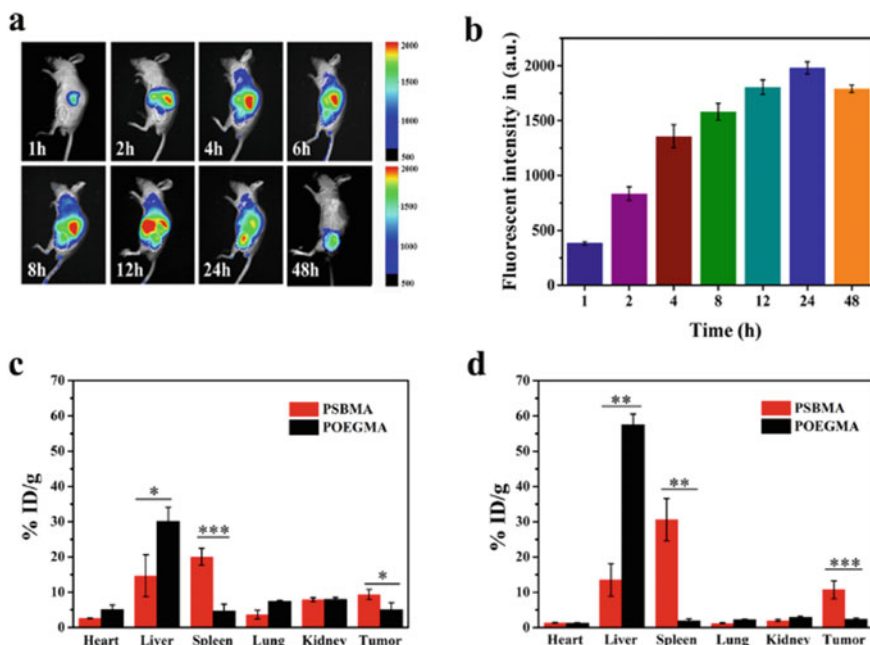 a
1h
2h
4h
6h
8h
12h
24h
48h
2000
1500
1000
500
2000
1500
1000
500
b
Fluorescent intensity in (a.u.)
2000
1500
1000
500
0
1 2 4 8 12 24 48
Time (h)
c
% ID/g
70
60
50
40
30
20
10
0
PSBMA
POEGMA
*
***
*
Heart Liver Spleen Lung Kidney Tumor
d
% ID/g
70
60
50
40
30
20
10
0
PSBMA
POEGMA
**
**
***
Heart Liver Spleen Lung Kidney Tumor